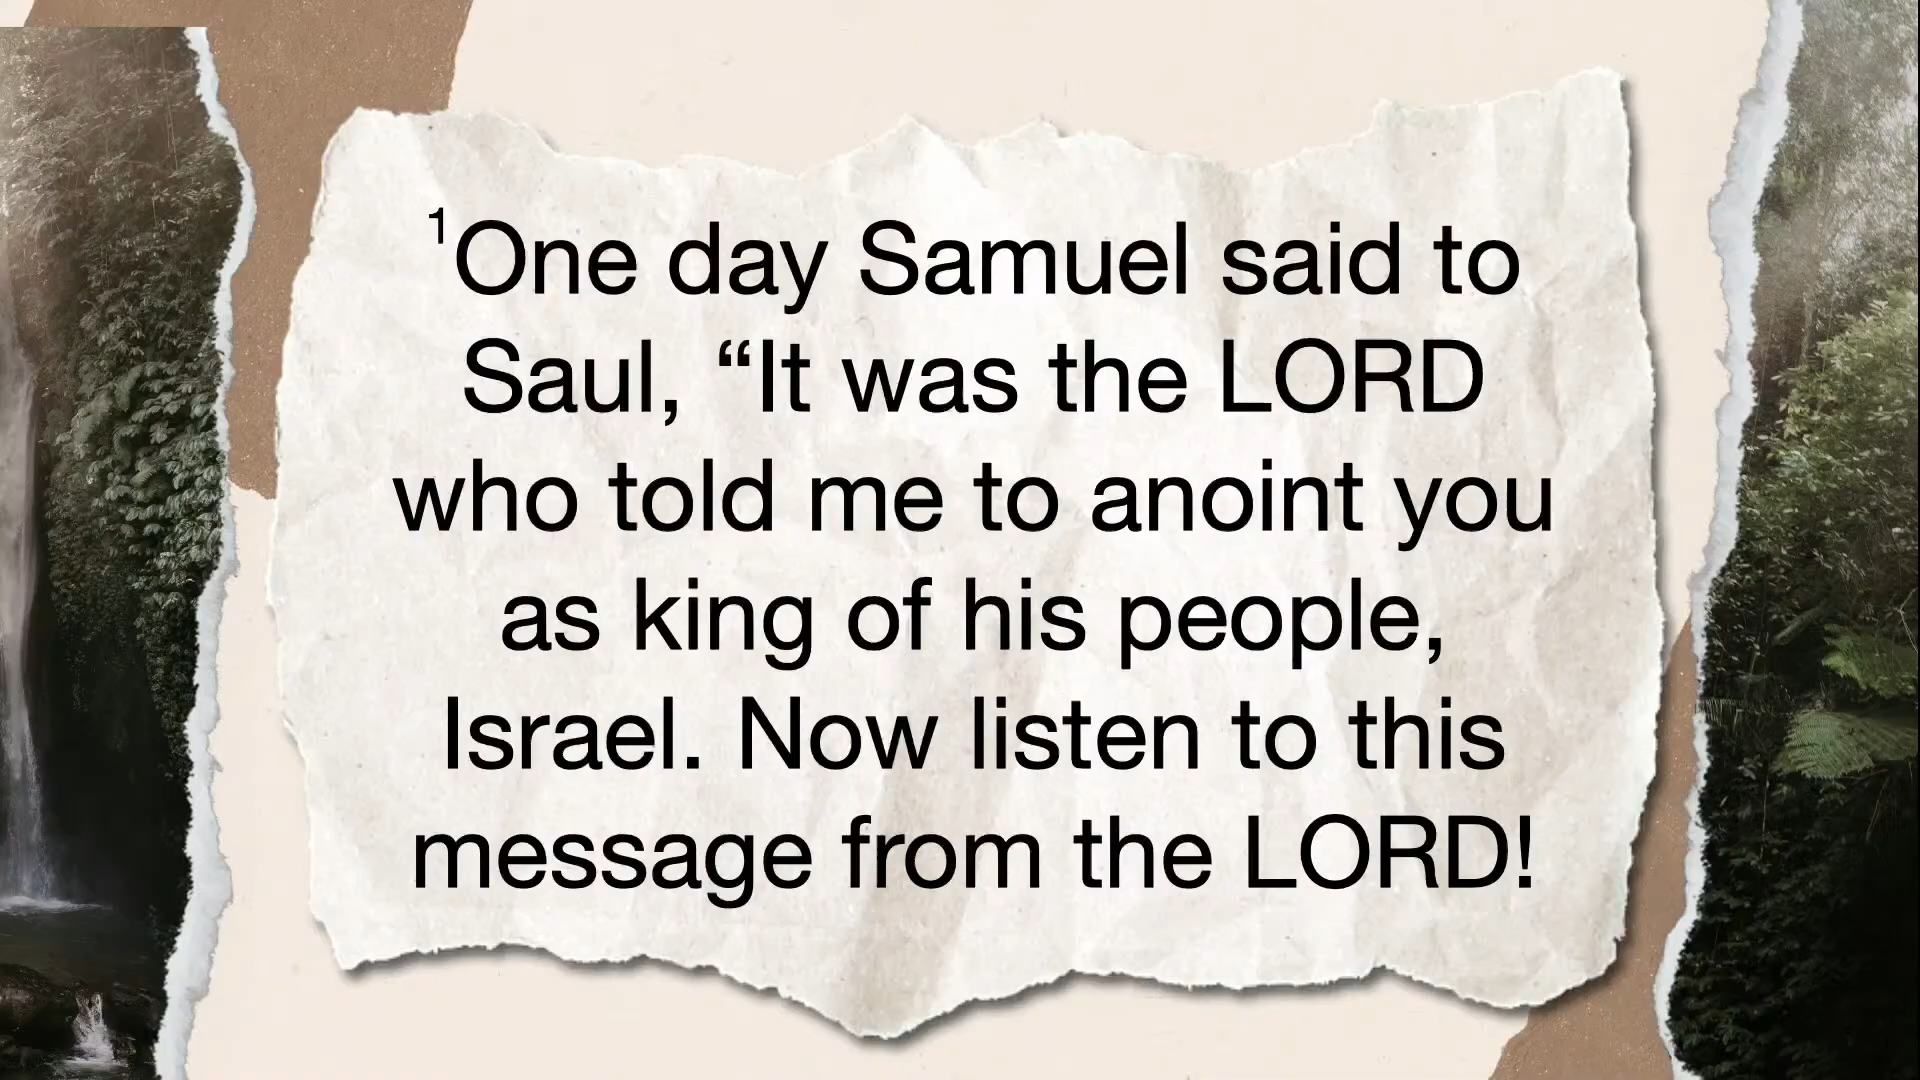 ¹One day Samuel said to
Saul, “It was the LORD
who told me to anoint you
as king of his people,
Israel. Now listen to this
message from the LORD!